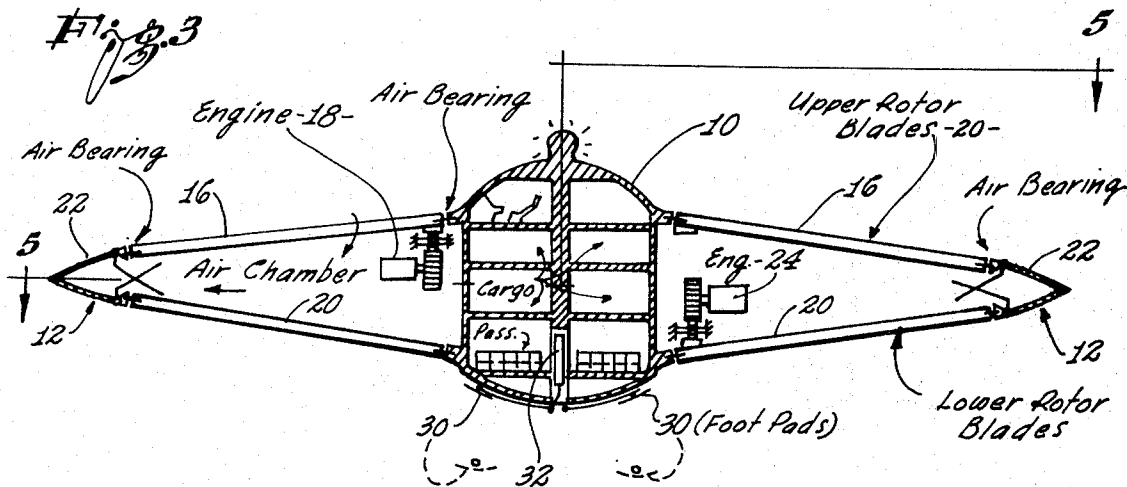 Fig. 3
5
Engine-18-
Air Bearing
Upper Rotor
Blades-20-
10
Air Bearing
16
16
Air Bearing
22
22
5
Air Chamber
Cargo
Eng.-24
20
20
12
Pass.
12
30
30 (Foot Pads)
Lower Rotor
Blades
32